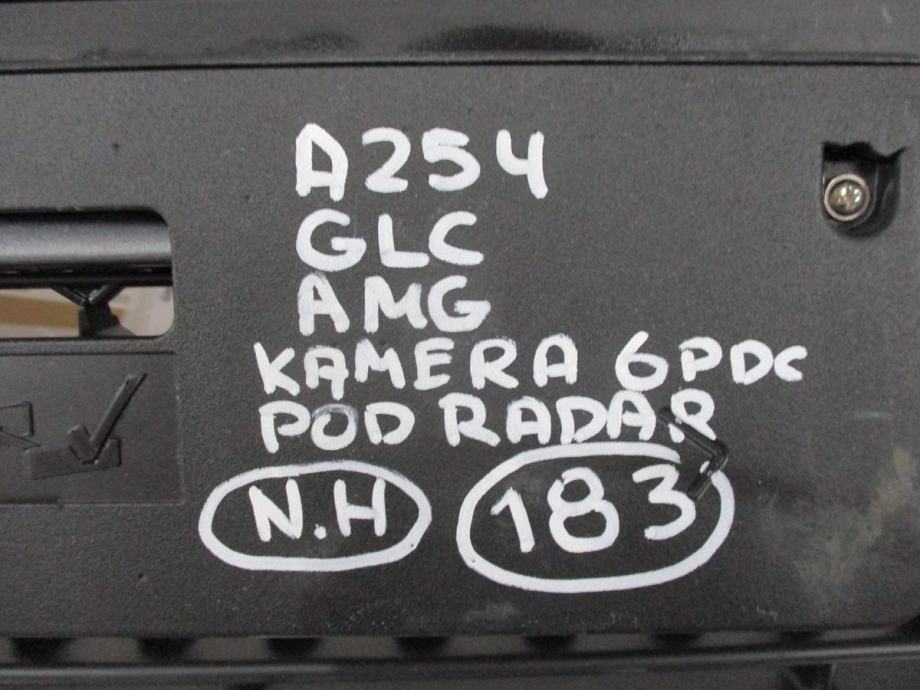 A254
GLC
AMG
KAMERA 6PDC
POD RADAR
N.H 183